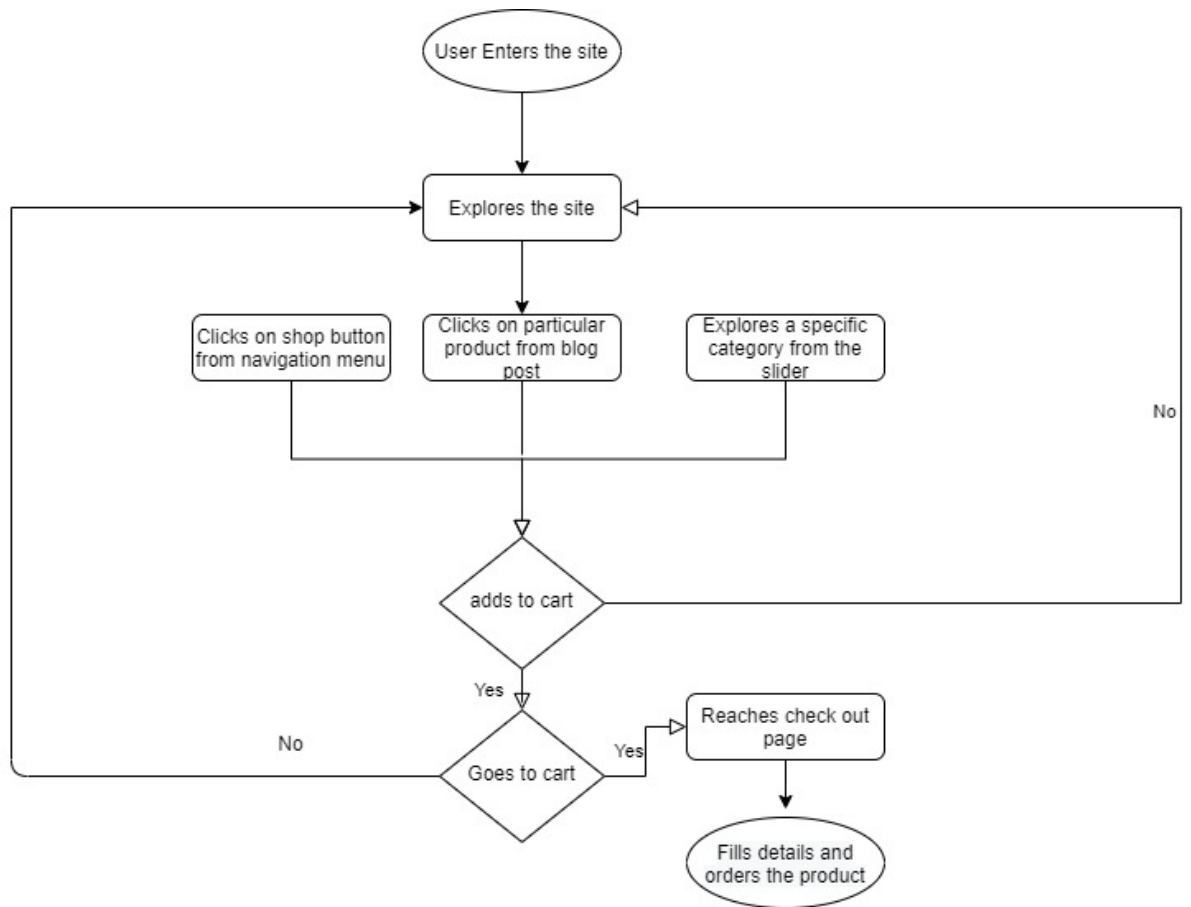 User Enters the site
Explores the site
Clicks on shop button
from navigation menu
Clicks on particular
product from blog
post
Explores a specific
category from the
slider
No
adds to cart
Yes
Reaches check out
page
No
Yes
Goes to cart
Fills details and
orders the product